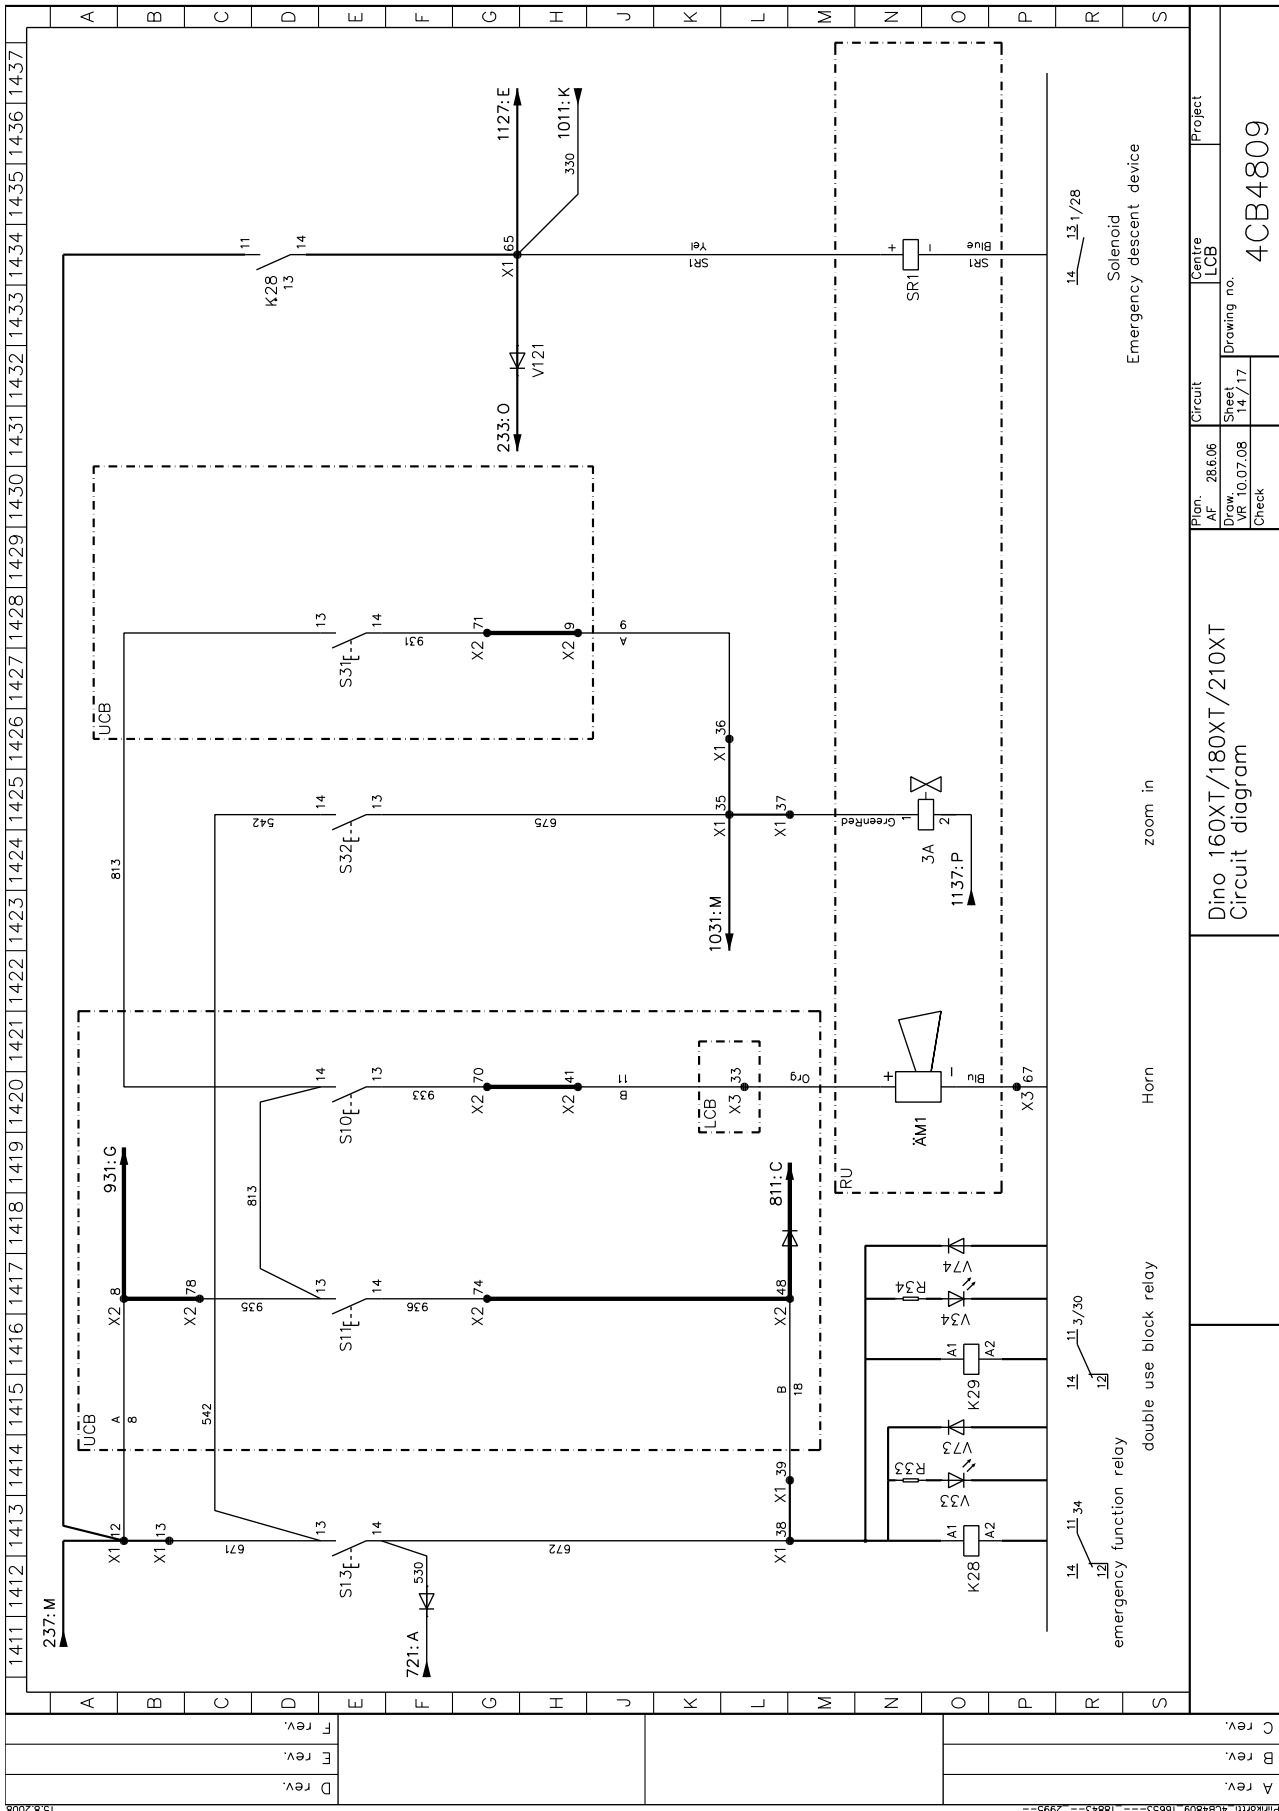 1411 1412 1413 1414 1415 1416 1417 1418 1419 1420 1421 1422 1423 1424 1425 1426 1427 1428 1429 1430 1431 1432 1433 1434 1435 1436 1437
A
B
C
D
E
F
G
H
J
K
L
M
N
O
P
R
S
A
B
C
D
E
F
G
H
J
K
L
M
N
O
P
R
S
237:M
X1 12
X1 13
671
13
S13
14
530
721:A
672
X1 38
X1 39
A
8
UCB
542
X2 8
X2 78
931:G
935
13
S11
14
936
X2 74
X2 48
811:C
B
18
813
14
S10
13
933
X2 70
X2 41
11
B
LCB
X3 33
Org
+
ÄM1
-
Blu
X3 67
RU
813
542
14
S32
13
675
X1 35
X1 36
X1 37
1031:M
GreenRed
1
3A
2
1137:P
UCB
13
S31
14
931
X2 71
X2 9
9
A
233:O
V121
11
K28
13
14
X1 65
1127:E
1011:K
330
Yel
SR1
+
SR1
-
Blue
SR1
K28
A1
A2
R33
V33
V73
K29
A1
A2
R34
V34
V74
14
11 34
12
14
11 3/30
12
14
13 1/28
emergency function relay
double use block relay
Horn
zoom in
Solenoid
Emergency descent device
Dino 160XT/180XT/210XT
Circuit diagram
Plan.
AF 28.6.06
Draw.
VR 10.07.08
Check
Circuit
Sheet
14 / 17
Centre
LCB
Project
Drawing no.
4CB4809
F rev.
E rev.
D rev.
C rev.
B rev.
A rev.
15.8.2008